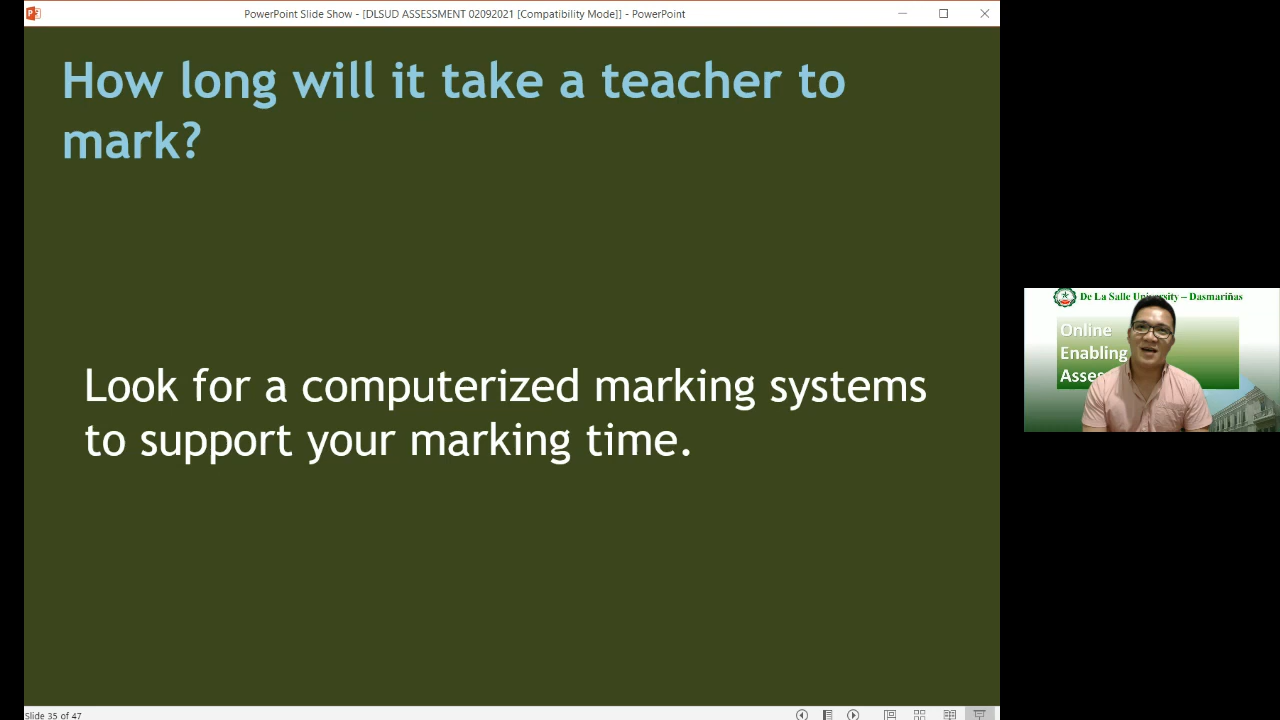 PowerPoint Slide Show - [DLSUD ASSESSMENT 02092021 [Compatibility Mode]] - PowerPoint
How long will it take a teacher to
mark?
Look for a computerized marking systems
to support your marking time.
De La Salle University – Dasmariñas
Online
Enabling
Slide 35 of 47